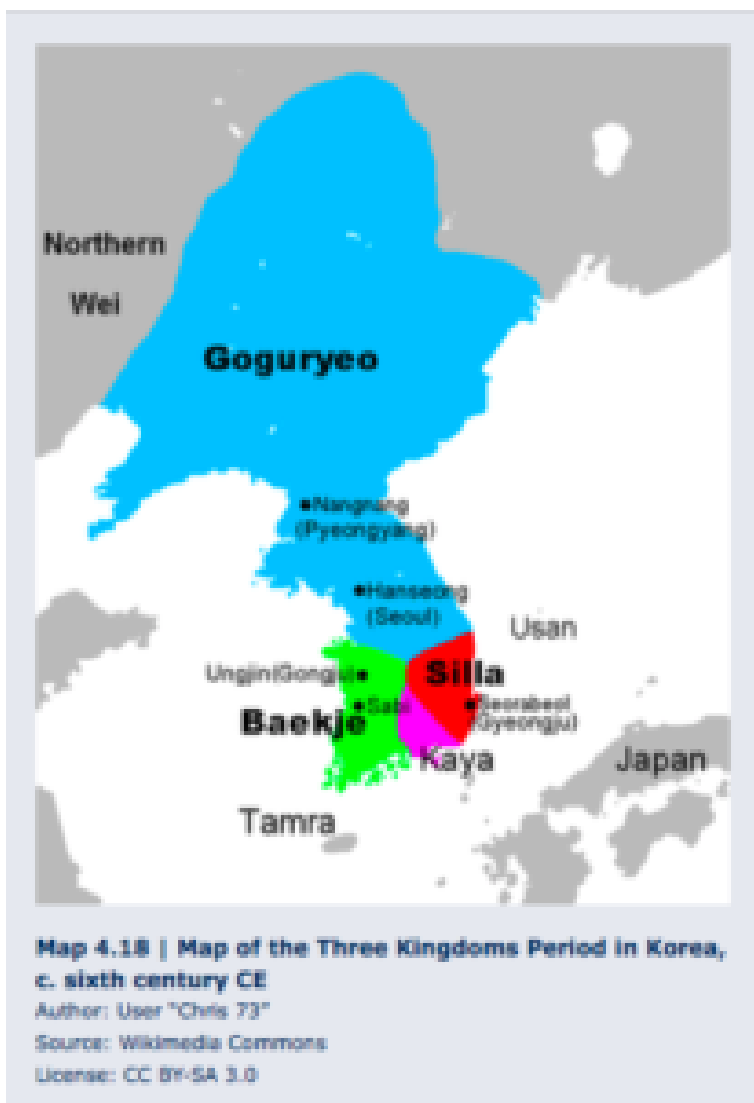 Northern
Wei
Goguryeo
Nangnang
(Pyeongyang)
Hanseong
(Seoul)
Usan
Ungjin(Gongju)
Silla
Sabi
Seorabeol
(Gyeongju)
Baekje
Kaya
Japan
Tamra
Map 4.18 | Map of the Three Kingdoms Period in Korea,
c. sixth century CE
Author: User "Chris 73"
Source: Wikimedia Commons
License: CC BY-SA 3.0